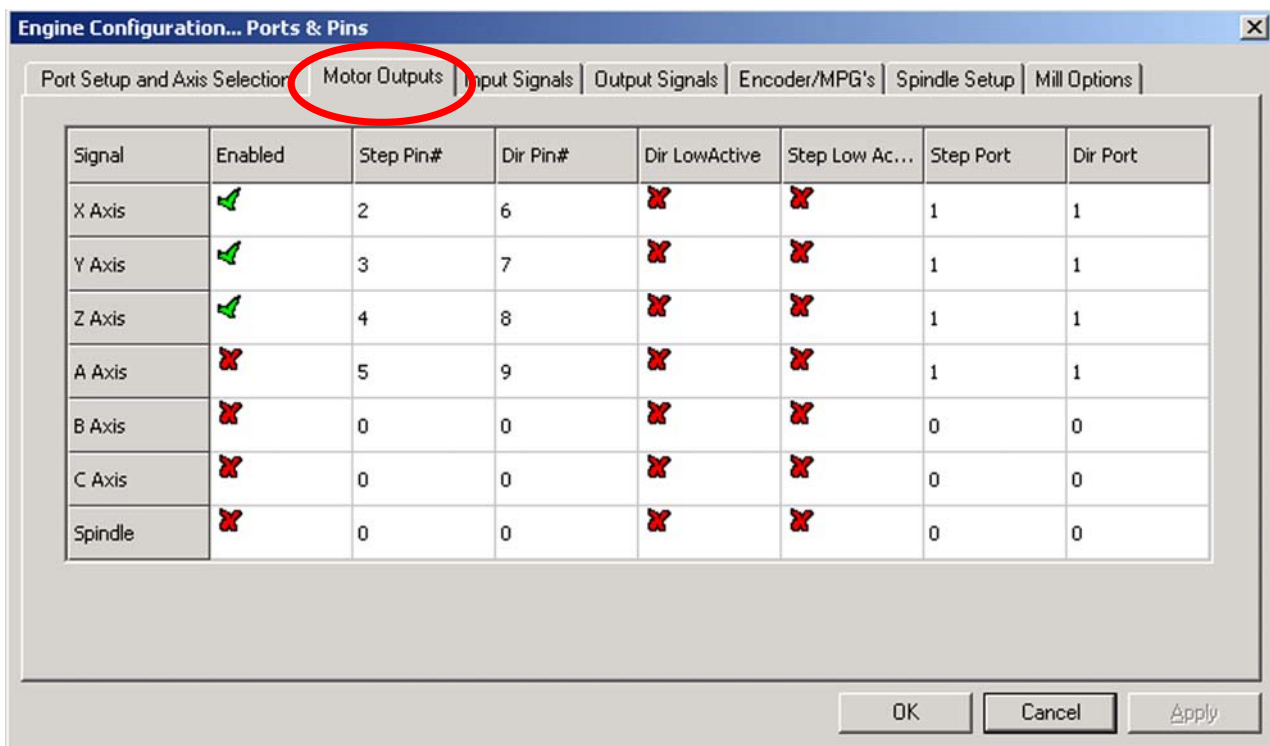 Engine Configuration... Ports & Pins
Port Setup and Axis Selection Motor Outputs Input Signals Output Signals Encoder/MPG's Spindle Setup Mill Options
Signal Enabled Step Pin# Dir Pin# Dir LowActive Step Low Ac... Step Port Dir Port
X Axis 2 6 1 1
Y Axis 3 7 1 1
Z Axis 4 8 1 1
A Axis 5 9 1 1
B Axis 0 0 0 0
C Axis 0 0 0 0
Spindle 0 0 0 0
OK Cancel Apply